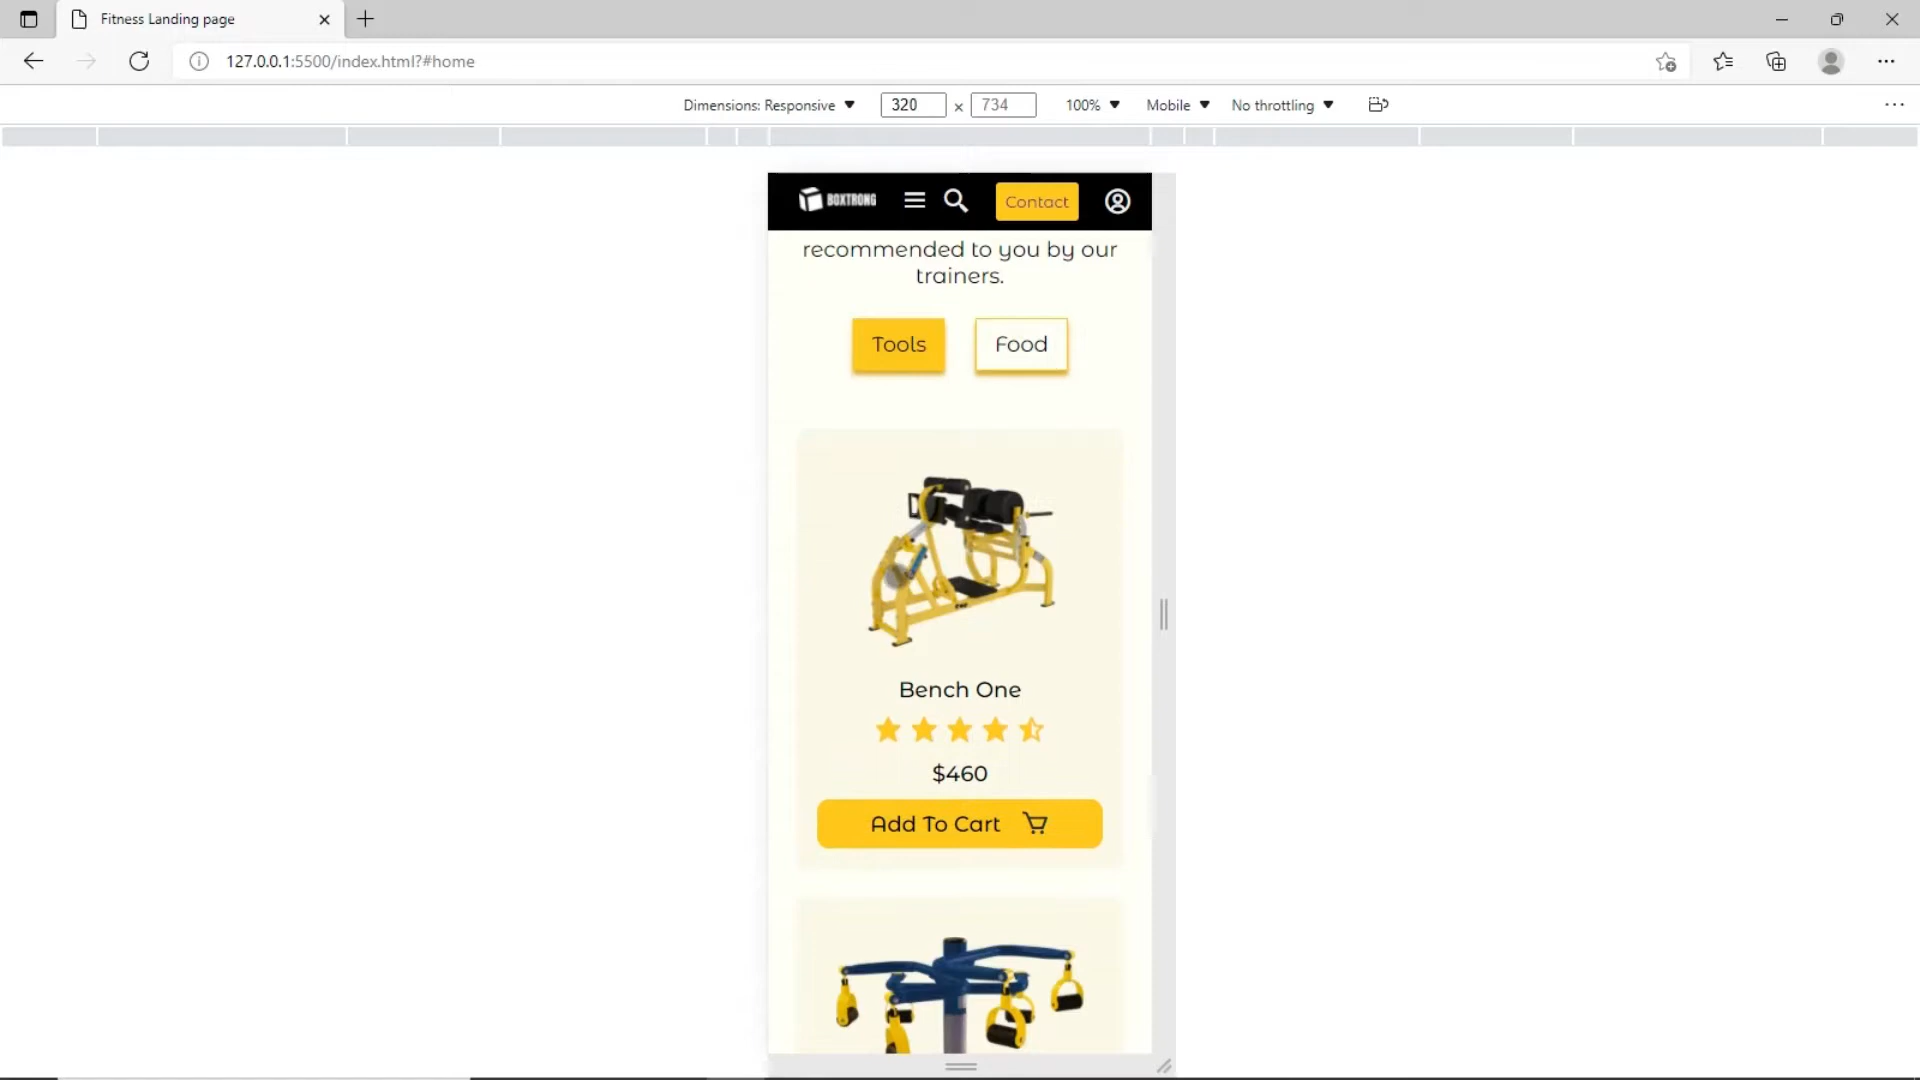 Fitness Landing page
127.0.0.1:5500/index.html?#home
Dimensions: Responsive 320 x 734 100% Mobile No throttling
BOXTRONG Contact
recommended to you by our
trainers.
Tools Food
Bench One
$460
Add To Cart